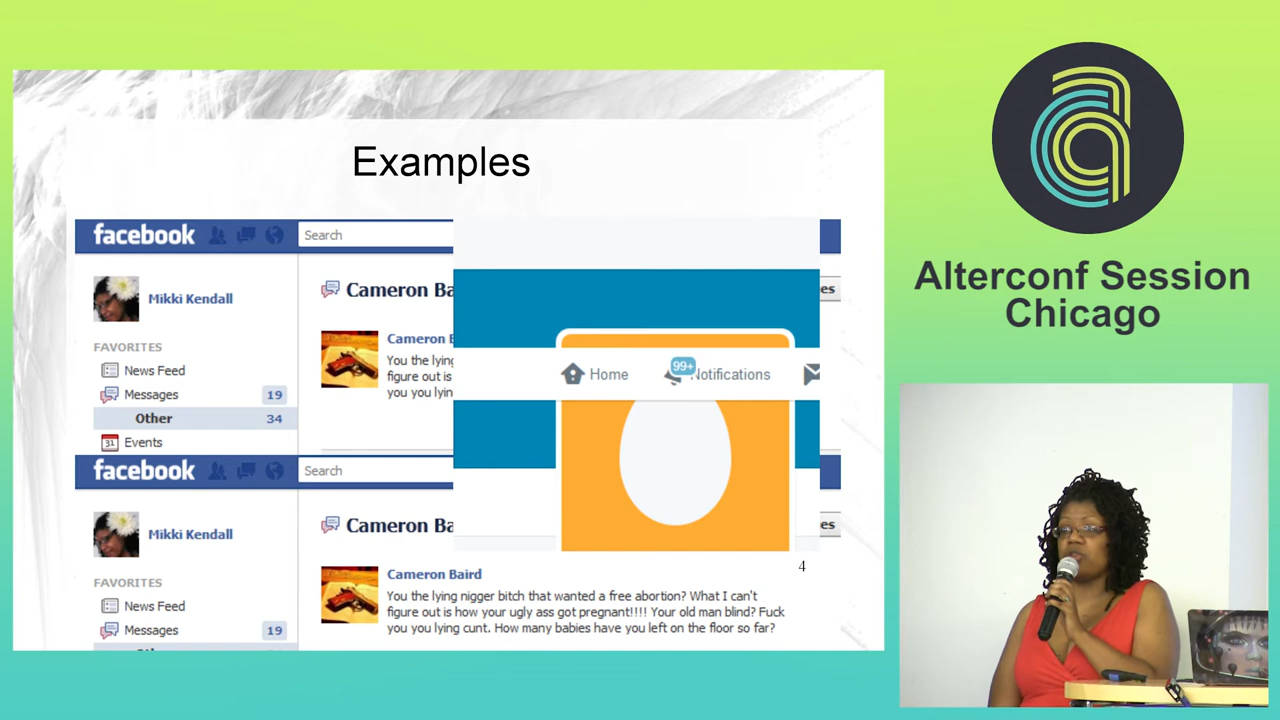 Examples
facebook
Search
Cameron Ba
es
Mikki Kendall
Cameron B
You the lying
figure out is
you you lyin
FAVORITES
News Feed
Messages 19
Other 34
31 Events
Home
99+
Notifications
facebook
Search
Cameron Ba
es
Mikki Kendall
Cameron Baird
You the lying nigger bitch that wanted a free abortion? What I can't
figure out is how your ugly ass got pregnant!!!! Your old man blind? Fuck
you you lying cunt. How many babies have you left on the floor so far?
FAVORITES
News Feed
Messages 19
4
Alterconf Session
Chicago